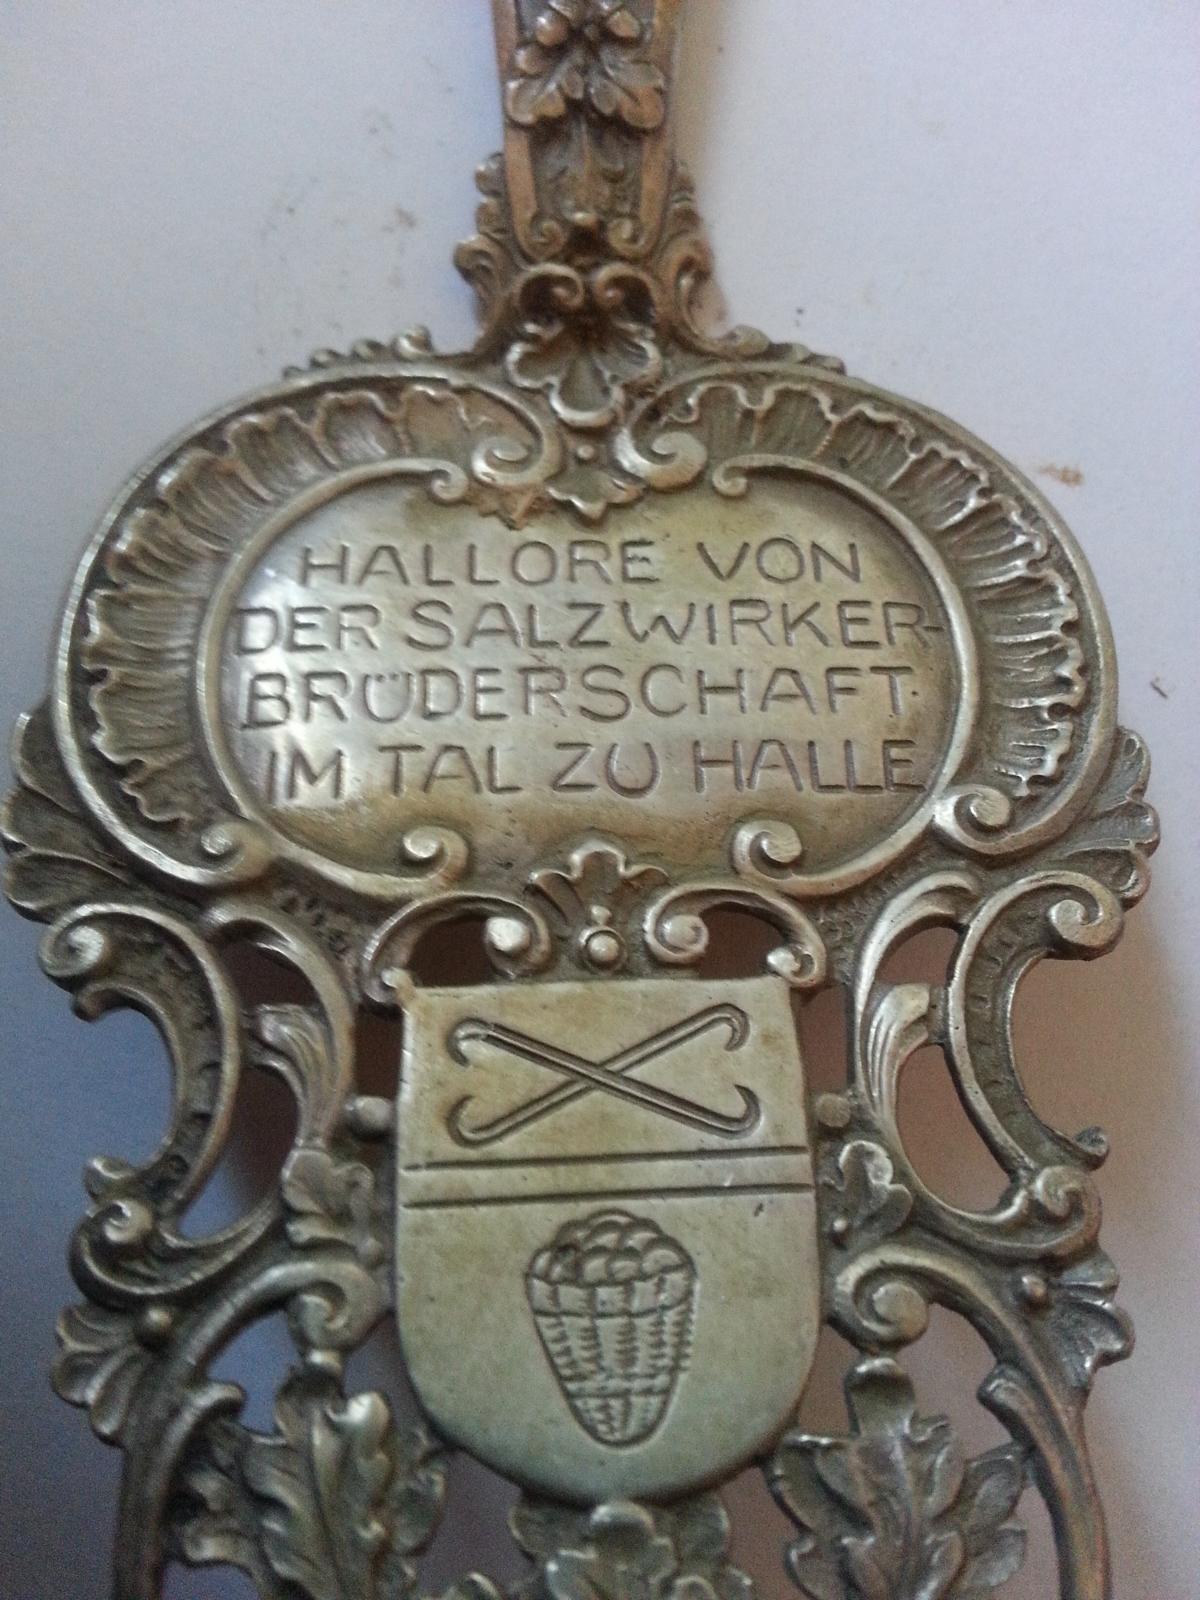 HALLORE VON
DER SALZWIRKER-
BRÜDERSCHAFT
IM TAL ZU HALLE